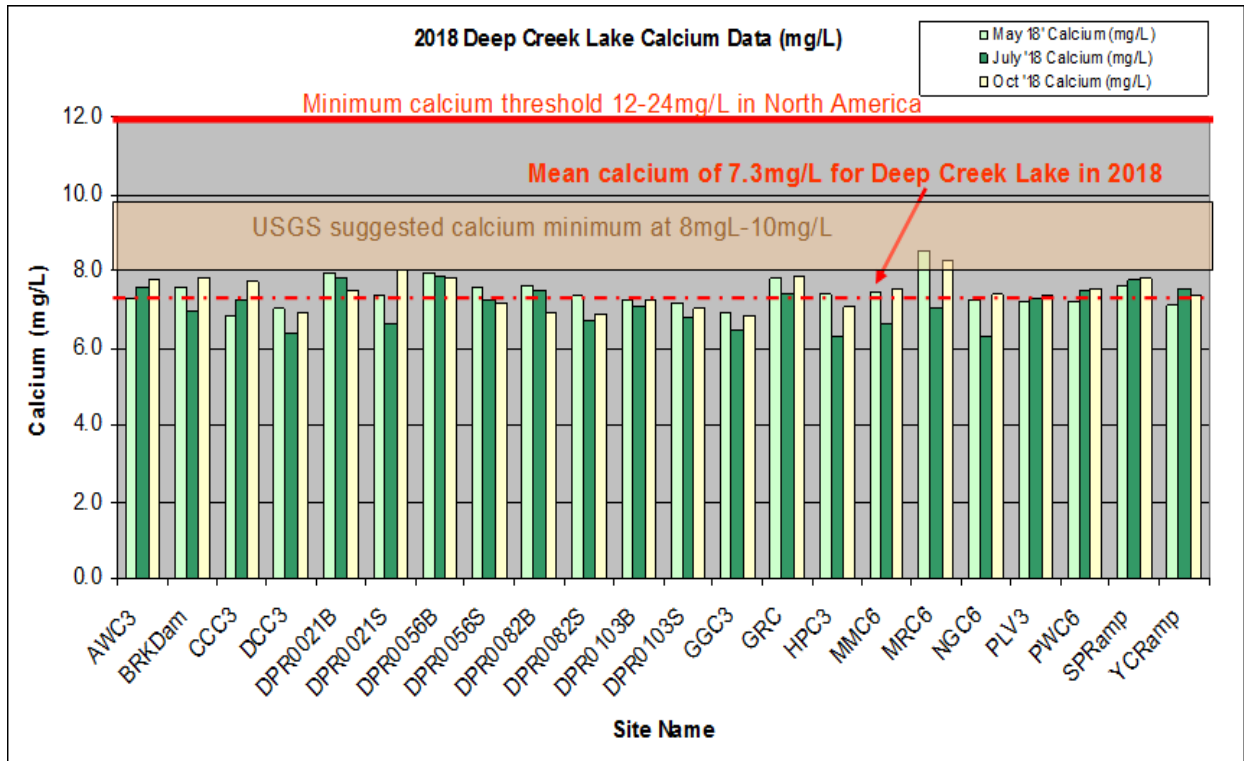 2018 Deep Creek Lake Calcium Data (mg/L)
May 18' Calcium (mg/L)
July '18 Calcium (mg/L)
Oct '18 Calcium (mg/L)
Minimum calcium threshold 12-24mg/L in North America
Mean calcium of 7.3mg/L for Deep Creek Lake in 2018
USGS suggested calcium minimum at 8mgL-10mg/L
Calcium (mg/L)
12.0
10.0
8.0
6.0
4.0
2.0
0.0
AWC3
BRKDam
CCC3
DCC3
DPR0021B
DPR0021S
DPR0056B
DPR0056S
DPR0082B
DPR0082S
DPR0103B
DPR0103S
GGC3
GRC
HPC3
MMC6
MRC6
NGC6
PLV3
PWC6
SPRamp
YCRamp
Site Name